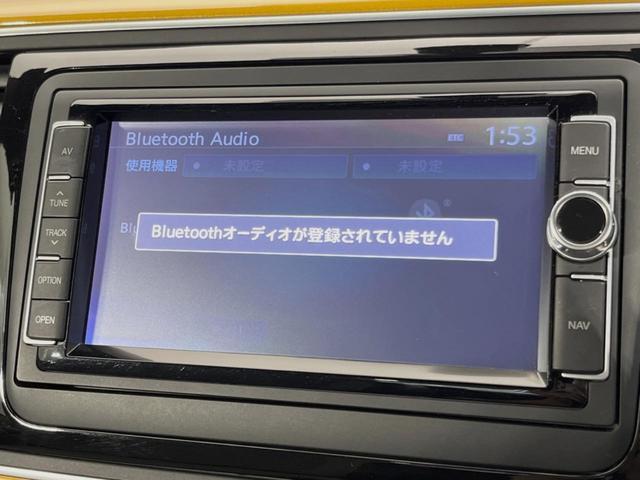 Bluetooth Audio
ETC 1:53
使用機器 未設定 未設定
Bluetoothオーディオが登録されていません
AV
TUNE
TRACK
OPTION
OPEN
MENU
NAV